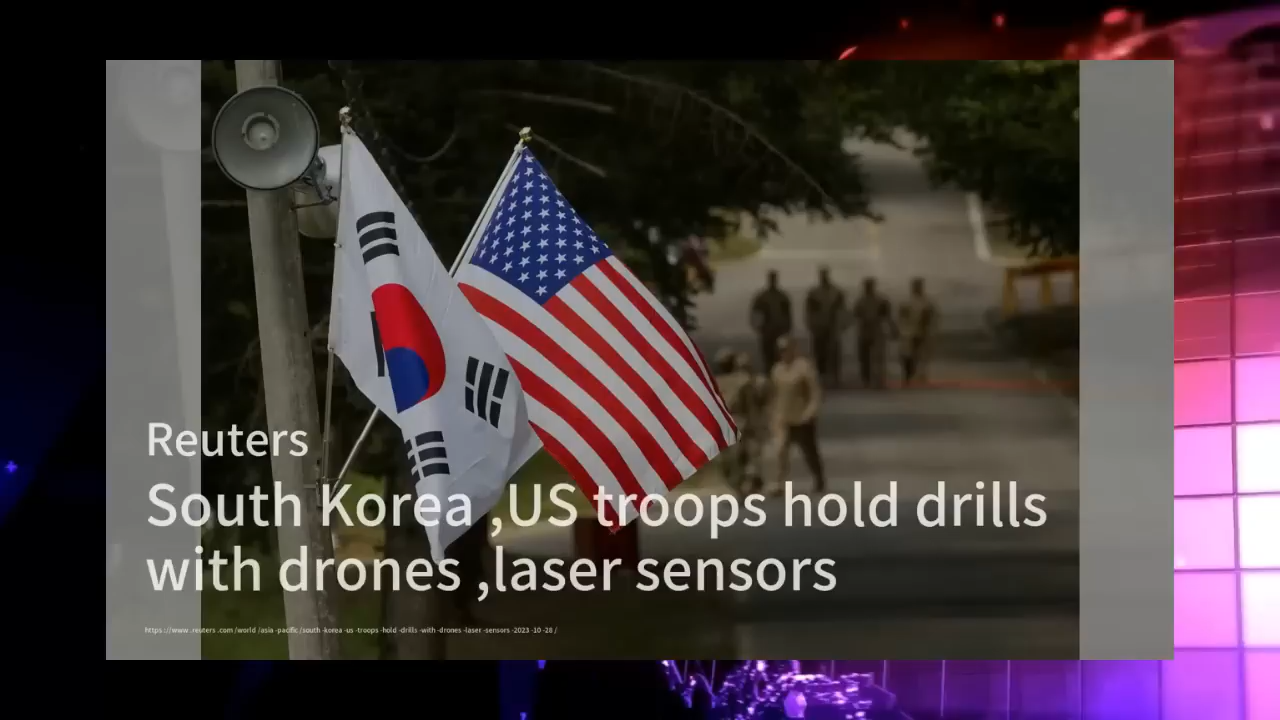 Reuters
South Korea ,US troops hold drills
with drones ,laser sensors
https ://www .reuters .com /world /asia -pacific /south -korea -us -troops -hold -drills -with -drones -laser -sensors -2023 -10 -28 /